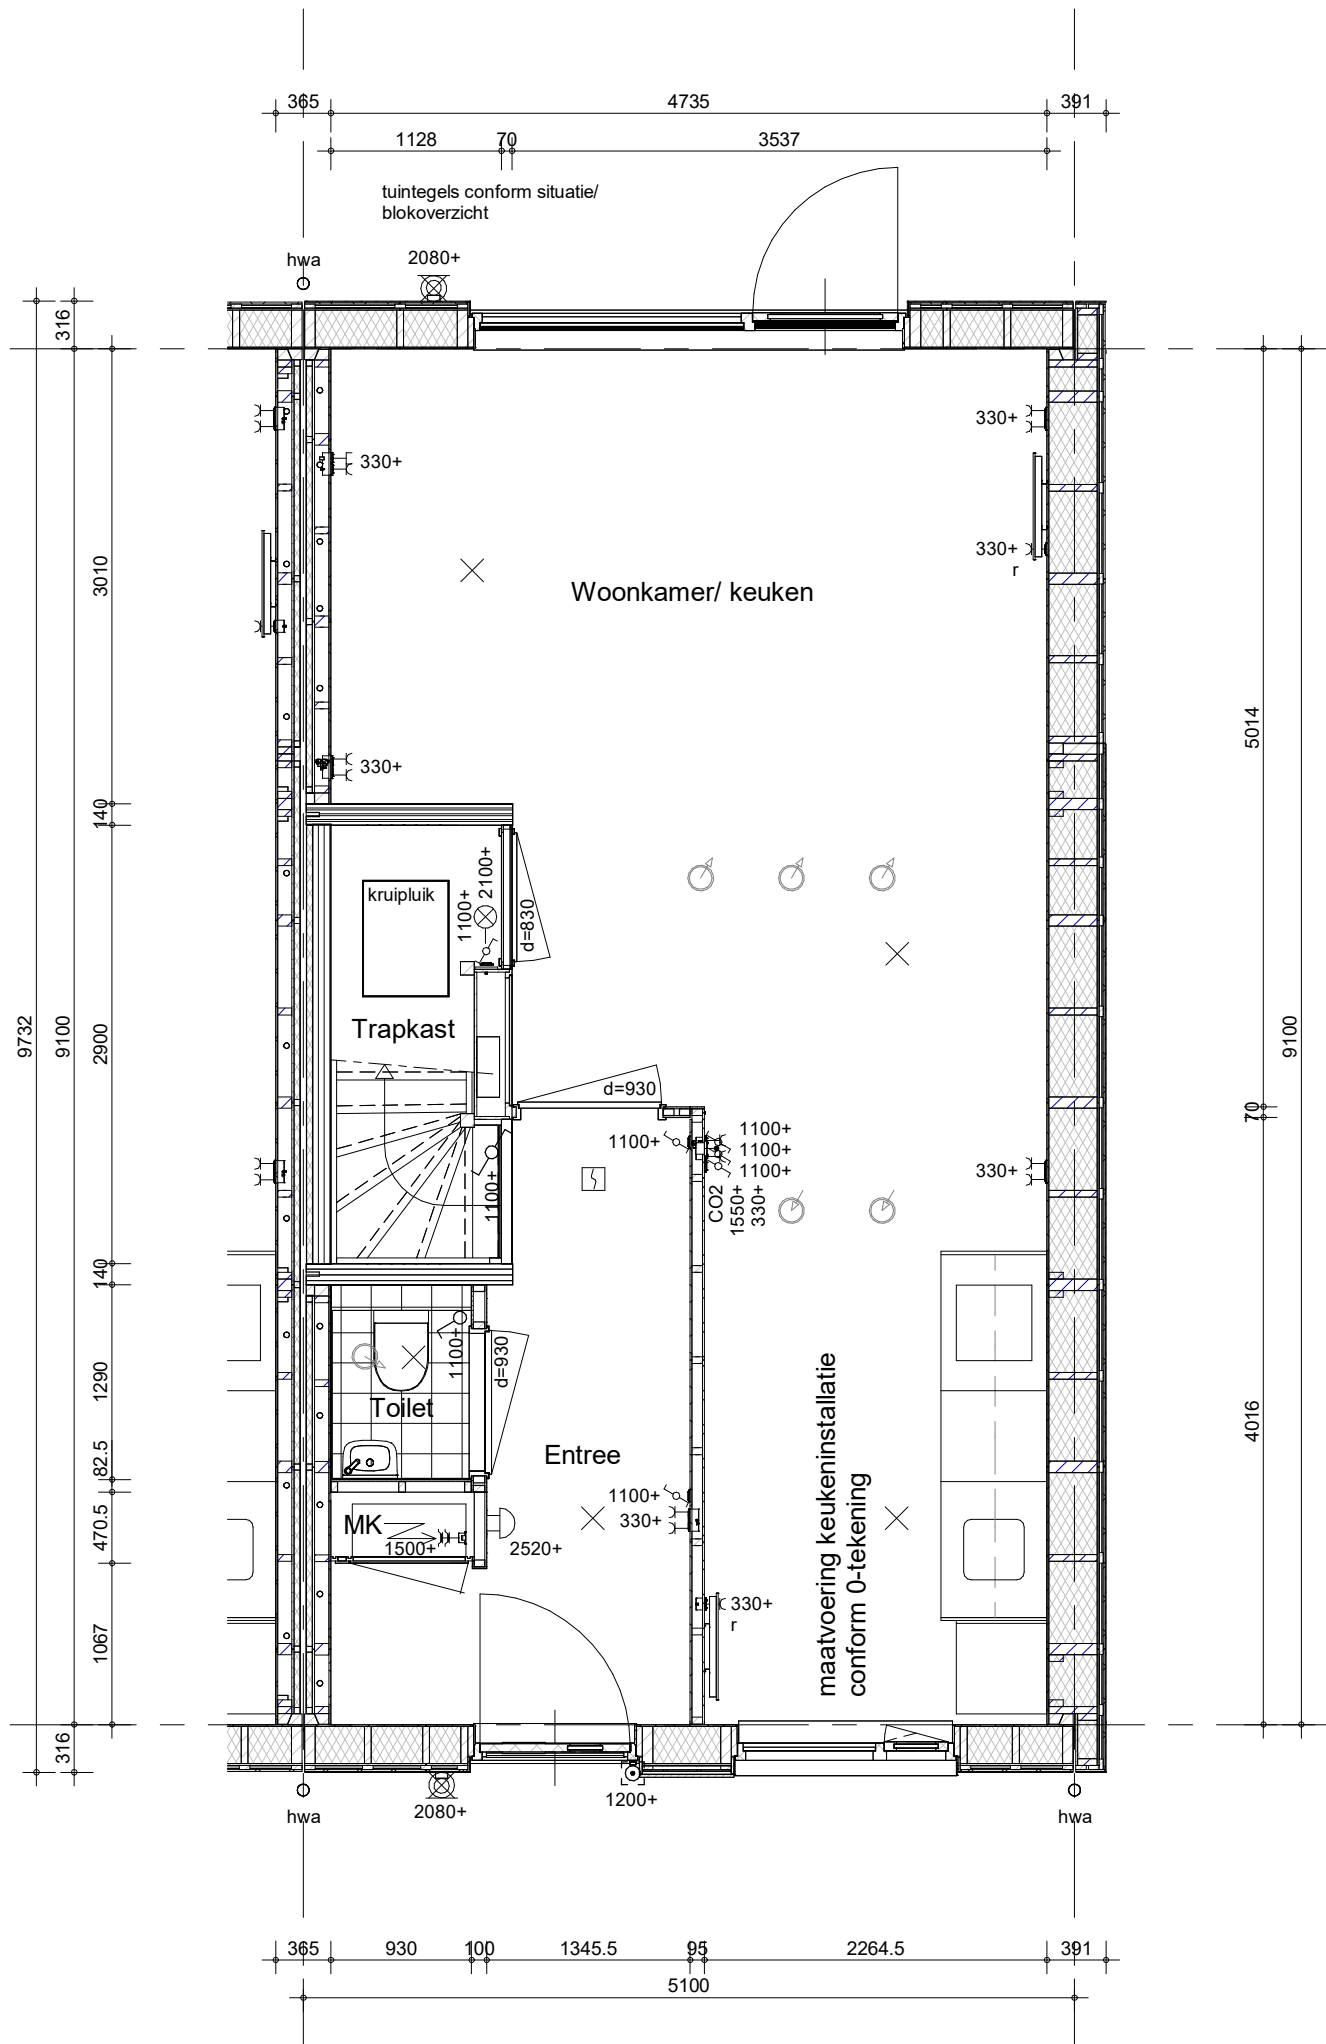 365
4735
391
1128
70
3537
tuintegels conform situatie/
blokoverzicht
hwa
2080+
316
330+
330+
3010
330+
r
Woonkamer/ keuken
5014
330+
140
kruipluik
1100+
2100+
d=830
Trapkast
9732
9100
2900
9100
d=930
70
1100+
1100+
1100+
1100+
330+
1100+
CO2
1550+
330+
140
1100+
d=930
1290
Toilet
maatvoering keukeninstallatie
conform 0-tekening
4016
Entree
82.5
1100+
330+
470.5
MK
1500+
2520+
330+
r
1067
316
hwa
2080+
1200+
hwa
365
930
100
1345.5
95
2264.5
391
5100